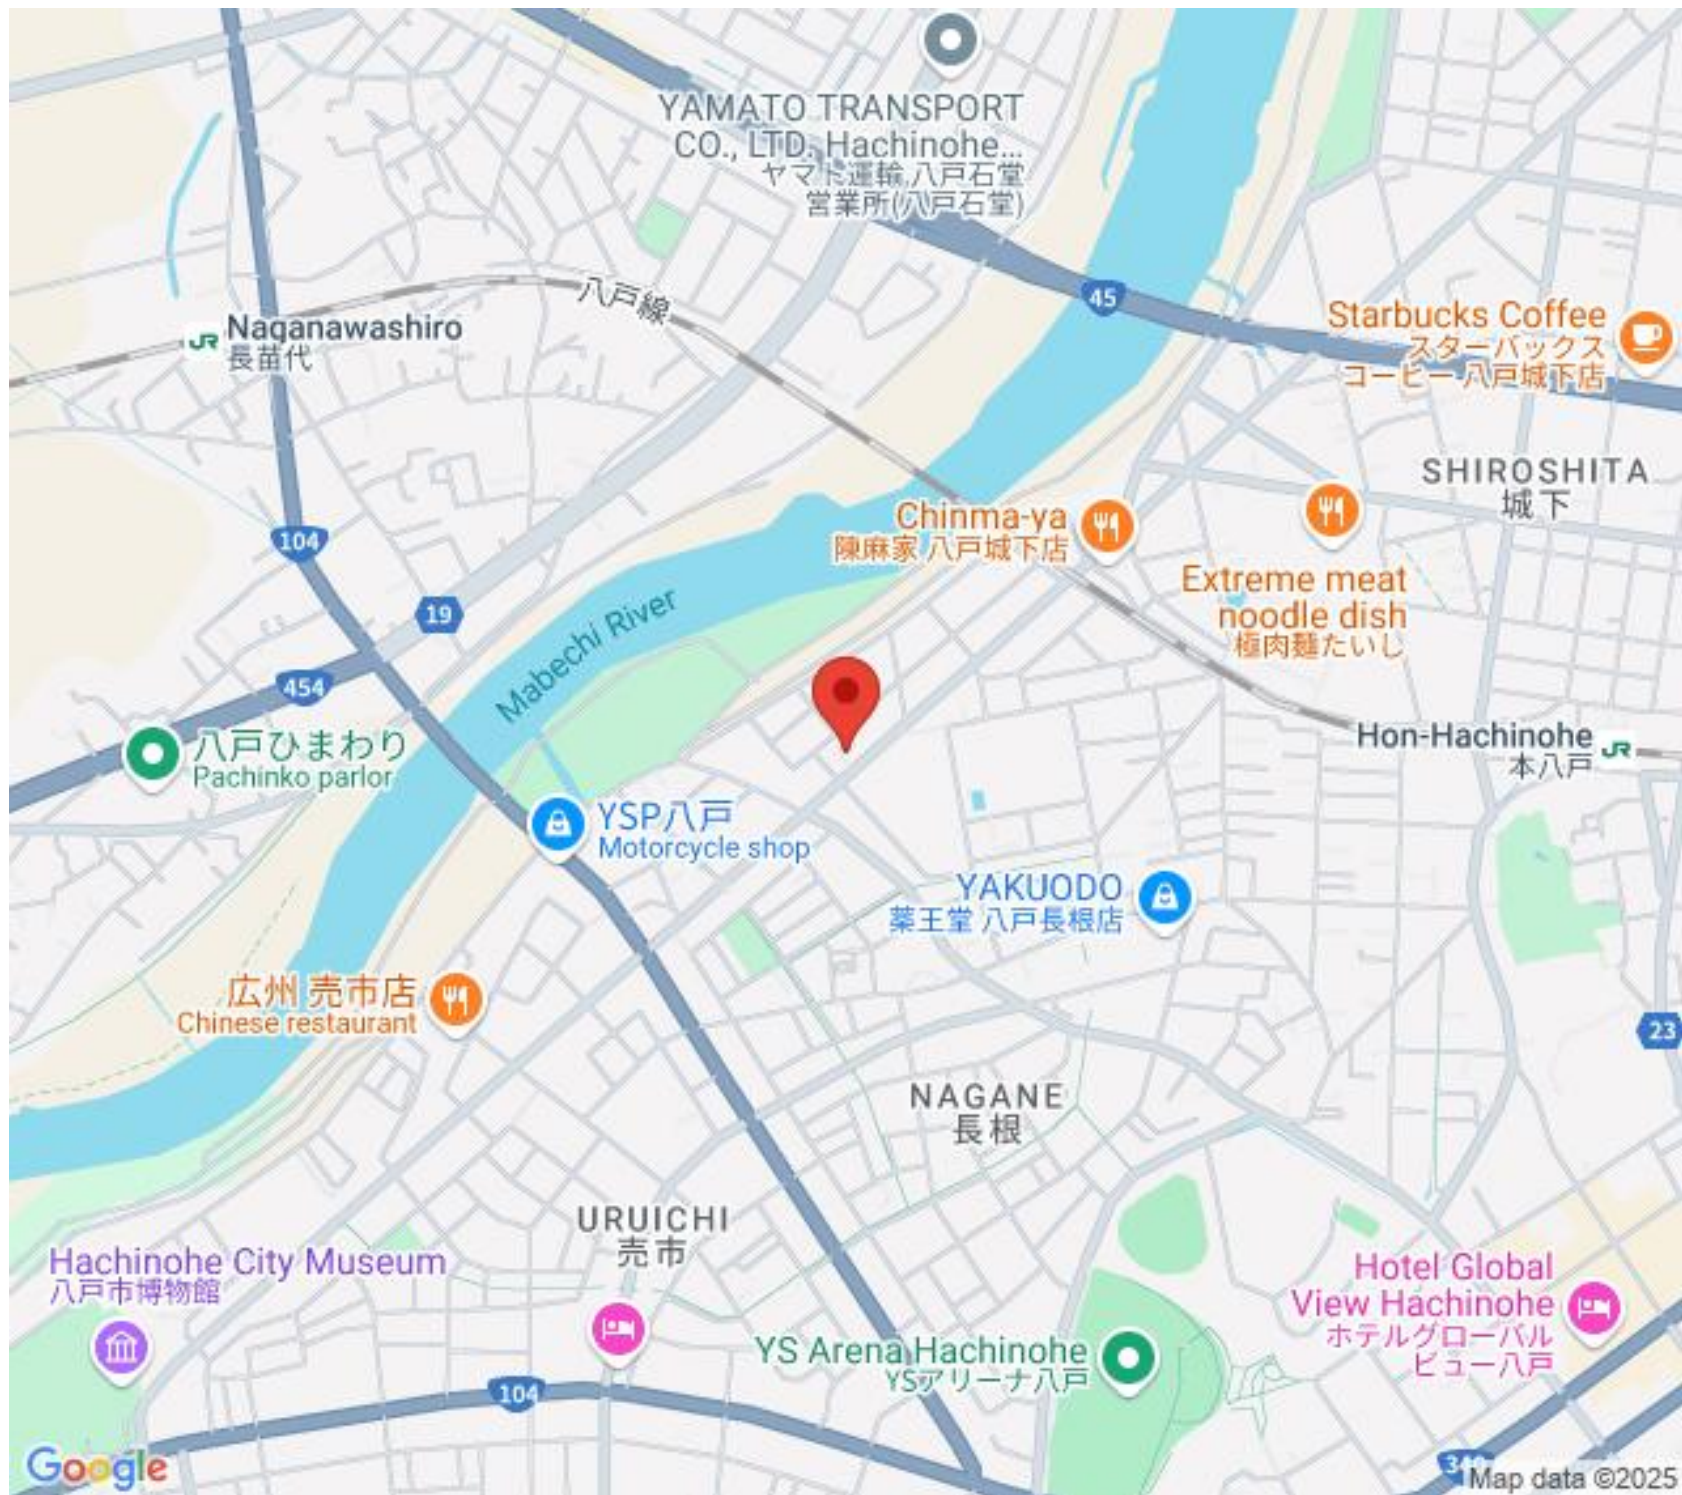 YAMATO TRANSPORT
CO., LTD. Hachinohe...
ヤマト運輸 八戸石堂
営業所(八戸石堂)
八戸線
45
Naganawashiro
長苗代
JR
Starbucks Coffee
スターバックス
コーヒー 八戸城下店
SHIROSHITA
城下
104
Chinma-ya
陳麻家 八戸城下店
Extreme meat
noodle dish
極肉麺たいし
19
Mabechi River
454
八戸ひまわり
Pachinko parlor
Hon-Hachinohe
本八戸
JR
YSP八戸
Motorcycle shop
YAKUODO
薬王堂 八戸長根店
広州 売市店
Chinese restaurant
23
NAGANE
長根
URUICHI
売市
Hachinohe City Museum
八戸市博物館
Hotel Global
View Hachinohe
ホテルグローバル
ビュー八戸
YS Arena Hachinohe
YSアリーナ八戸
104
Google
Map data ©2025